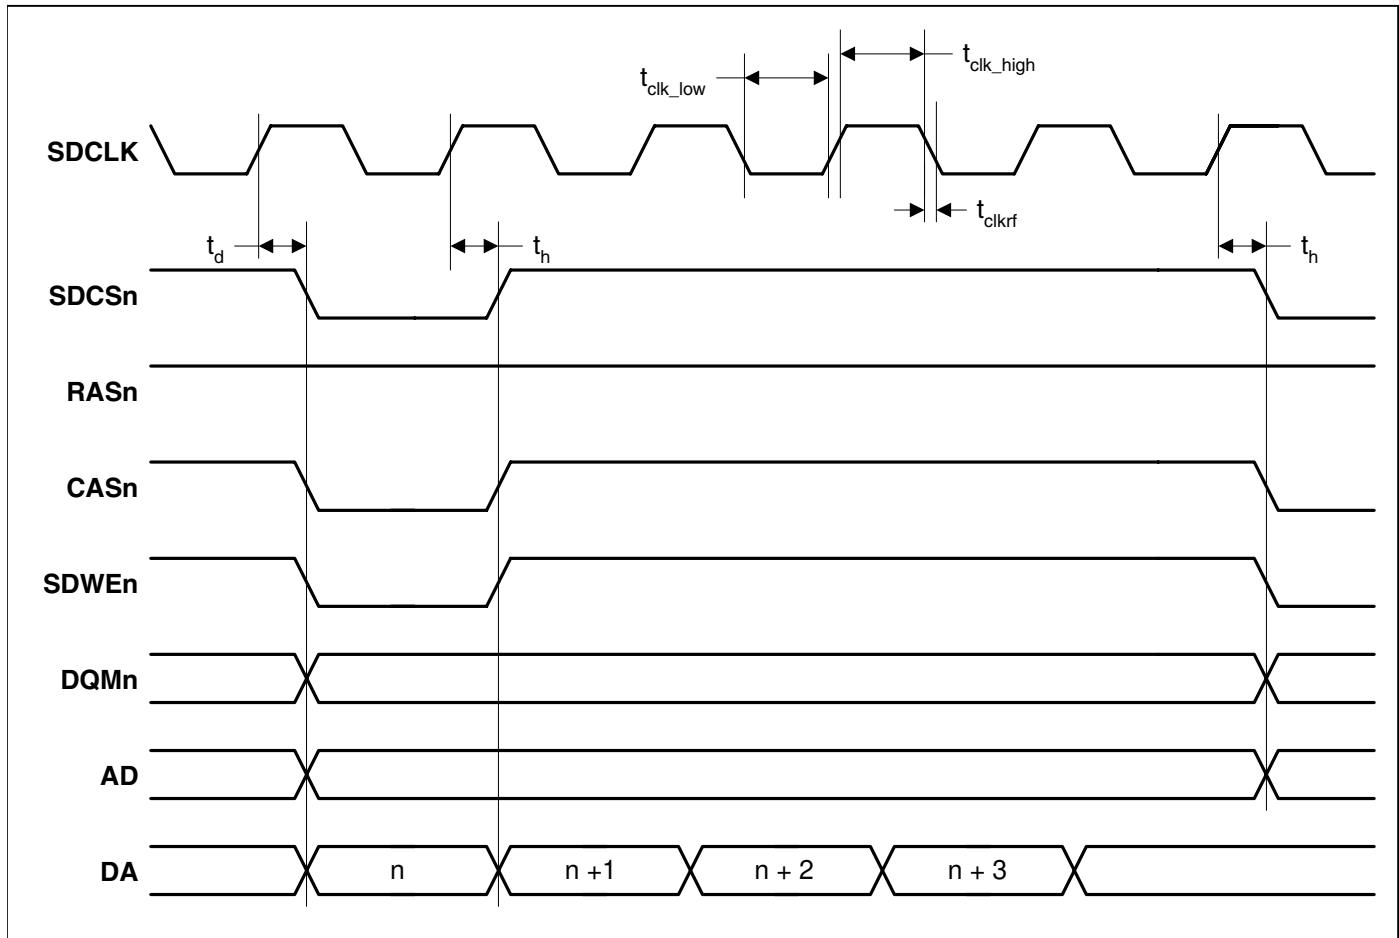 t_clk_high
t_clk_low
SDCLK
t_clkrf
t_d
t_h
t_h
SDCSn
RASn
CASn
SDWEn
DQMn
AD
DA
n
n +1
n + 2
n + 3